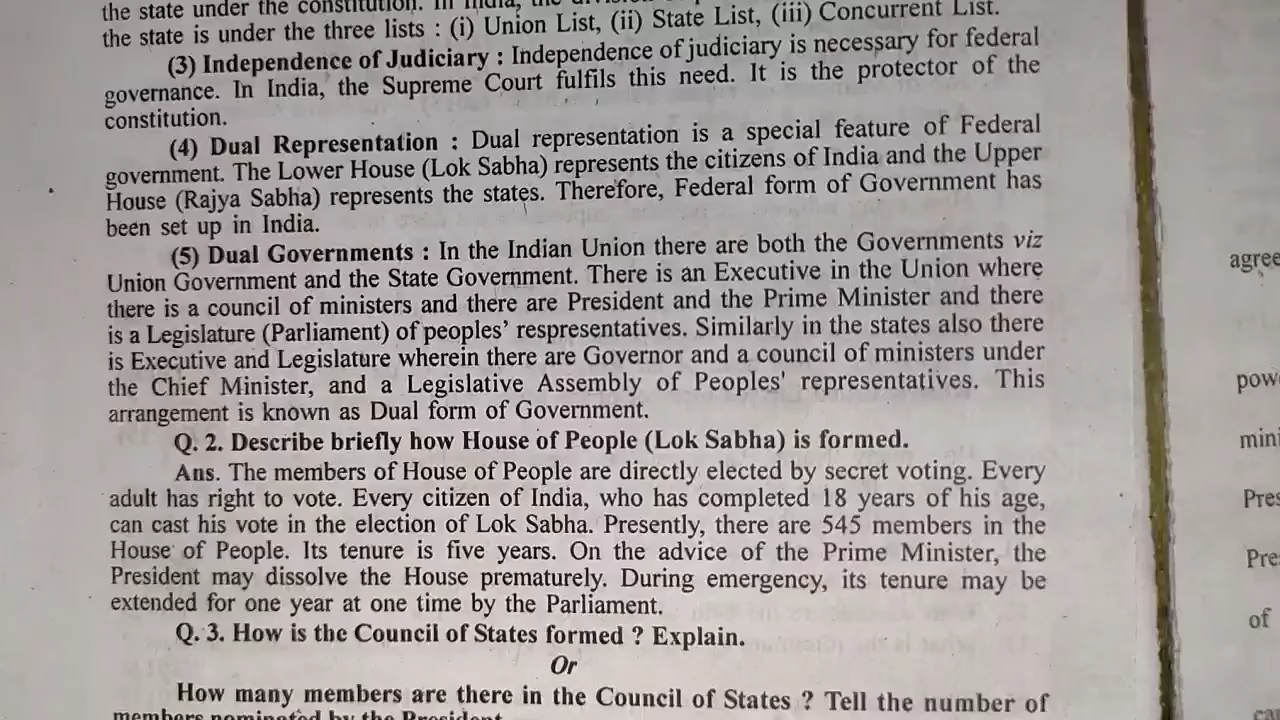 the state under the constitution. In India, the
the state is under the three lists : (i) Union List, (ii) State List, (iii) Concurrent List.
(3) Independence of Judiciary : Independence of judiciary is necessary for federal
governance. In India, the Supreme Court fulfils this need. It is the protector of the
constitution.
(4) Dual Representation : Dual representation is a special feature of Federal
government. The Lower House (Lok Sabha) represents the citizens of India and the Upper
House (Rajya Sabha) represents the states. Therefore, Federal form of Government has
been set up in India.
(5) Dual Governments : In the Indian Union there are both the Governments viz
Union Government and the State Government. There is an Executive in the Union where
there is a council of ministers and there are President and the Prime Minister and there
is a Legislature (Parliament) of peoples’ respresentatives. Similarly in the states also there
is Executive and Legislature wherein there are Governor and a council of ministers under
the Chief Minister, and a Legislative Assembly of Peoples' representatives. This
arrangement is known as Dual form of Government.
Q. 2. Describe briefly how House of People (Lok Sabha) is formed.
Ans. The members of House of People are directly elected by secret voting. Every
adult has right to vote. Every citizen of India, who has completed 18 years of his age,
can cast his vote in the election of Lok Sabha. Presently, there are 545 members in the
House of People. Its tenure is five years. On the advice of the Prime Minister, the
President may dissolve the House prematurely. During emergency, its tenure may be
extended for one year at one time by the Parliament.
Q. 3. How is the Council of States formed ? Explain.
Or
How many members are there in the Council of States ? Tell the number of
members nominated by the President.
agree
of